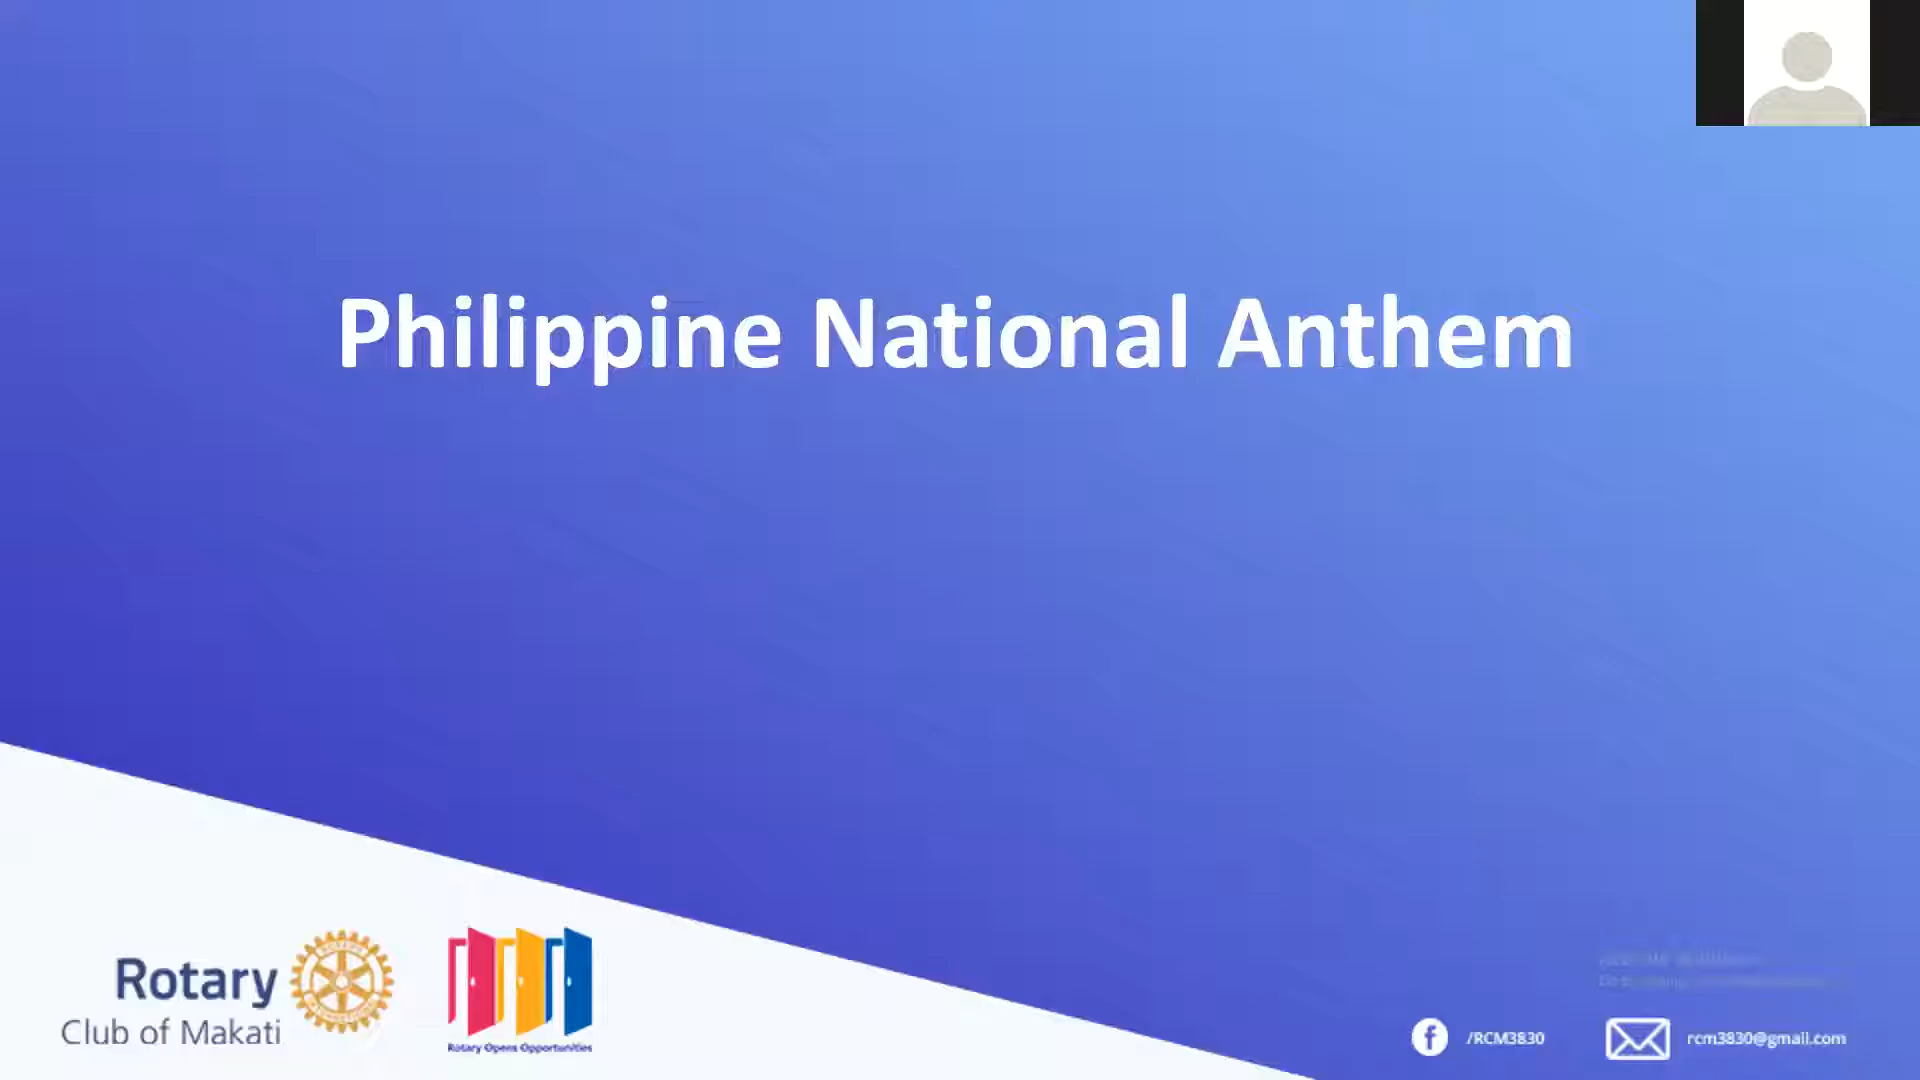 Philippine National Anthem
Rotary
Club of Makati
Rotary Opens Opportunities
/RCM3830
rcm3830@gmail.com